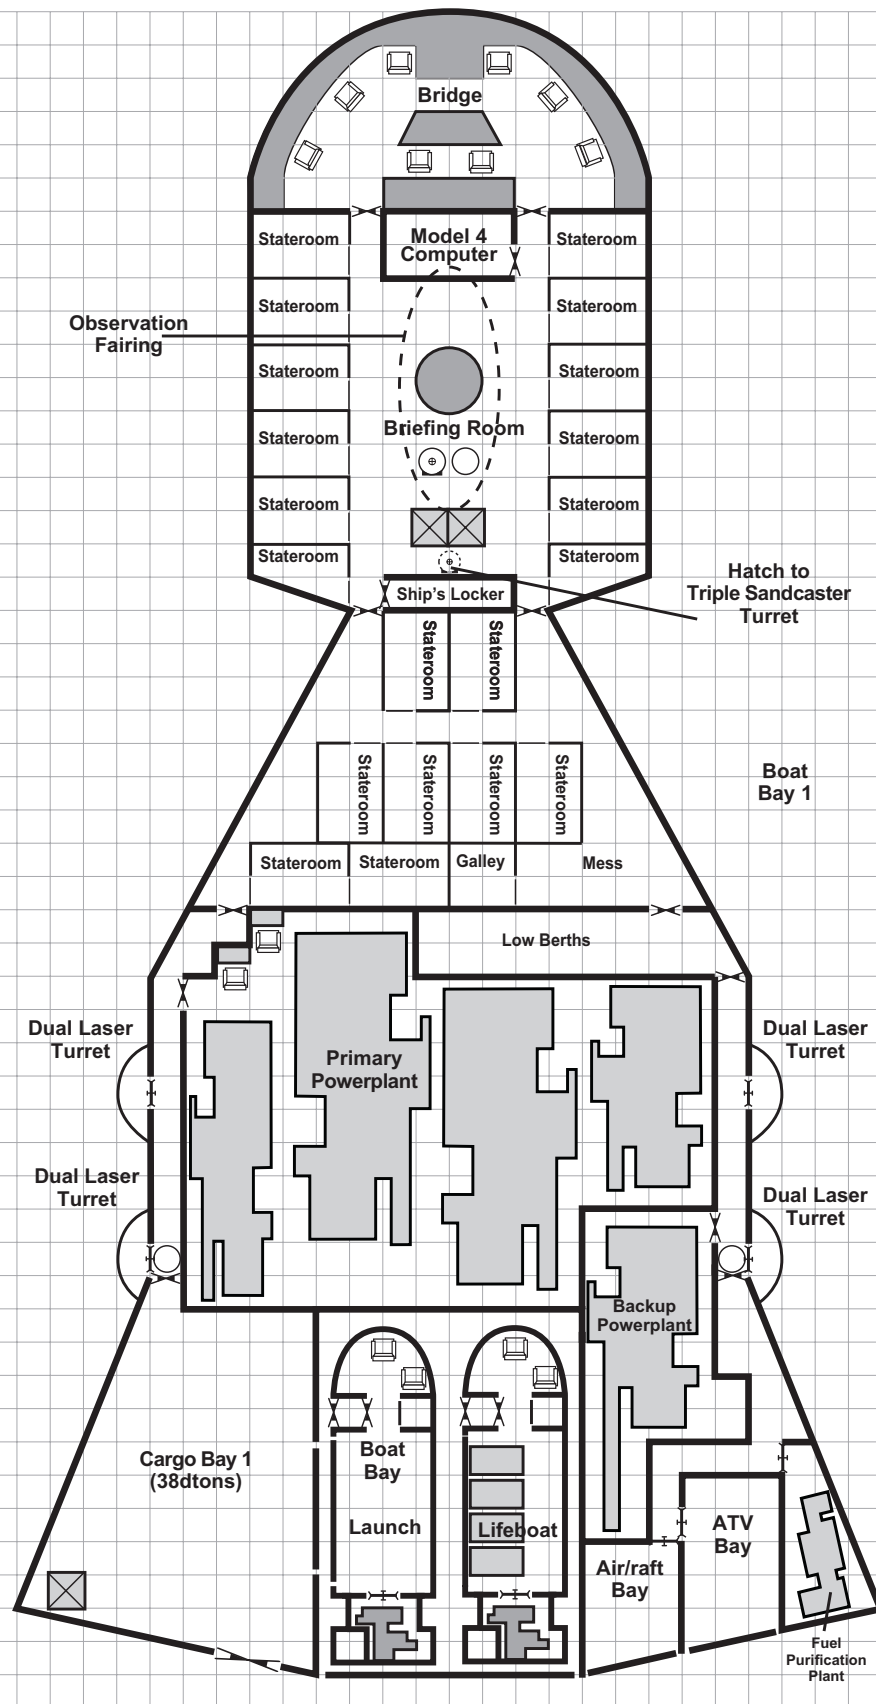 Bridge
Model 4
Computer
Stateroom
Stateroom
Stateroom
Stateroom
Observation
Fairing
Stateroom
Stateroom
Briefing Room
Stateroom
Stateroom
Stateroom
Stateroom
Stateroom
Stateroom
Hatch to
Triple Sandcaster
Turret
Ship's Locker
Stateroom
Stateroom
Stateroom
Stateroom
Stateroom
Stateroom
Boat
Bay 1
Stateroom
Stateroom
Galley
Mess
Low Berths
Dual Laser
Turret
Dual Laser
Turret
Primary
Powerplant
Dual Laser
Turret
Dual Laser
Turret
Backup
Powerplant
Cargo Bay 1
(38dtons)
Boat
Bay
Launch
Lifeboat
ATV
Bay
Air/raft
Bay
Fuel
Purification
Plant